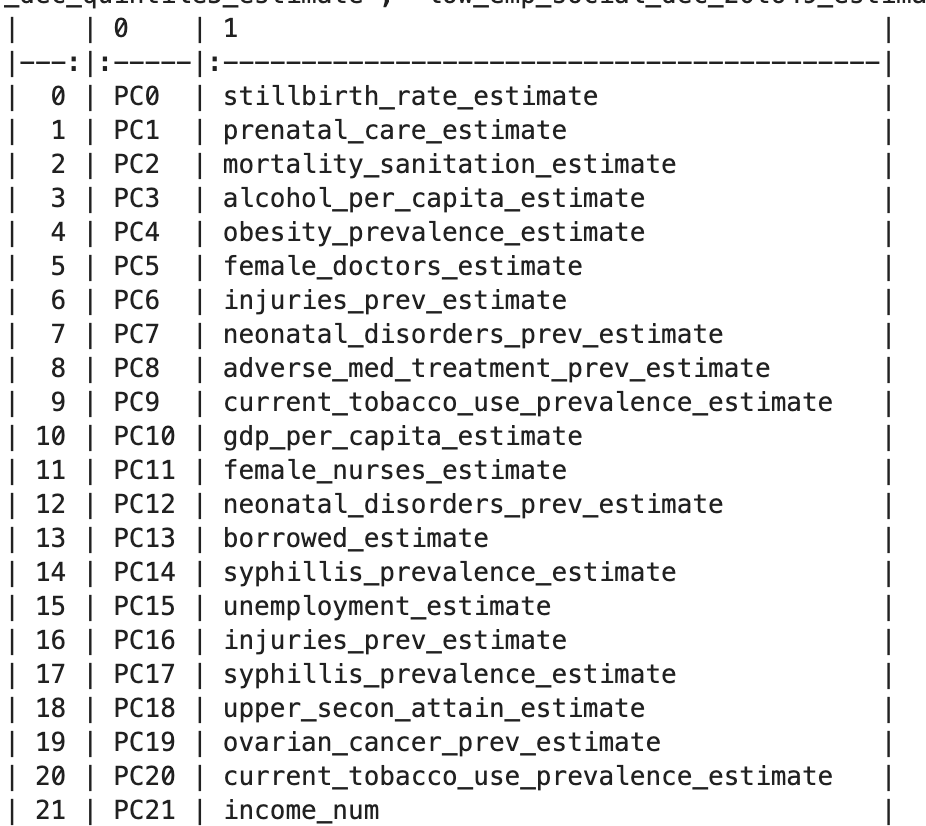 |    | 0    | 1                                        |
|---:|:-----|:-----------------------------------------|
|  0 | PC0  | stillbirth_rate_estimate                 |
|  1 | PC1  | prenatal_care_estimate                   |
|  2 | PC2  | mortality_sanitation_estimate            |
|  3 | PC3  | alcohol_per_capita_estimate              |
|  4 | PC4  | obesity_prevalence_estimate              |
|  5 | PC5  | female_doctors_estimate                  |
|  6 | PC6  | injuries_prev_estimate                   |
|  7 | PC7  | neonatal_disorders_prev_estimate         |
|  8 | PC8  | adverse_med_treatment_prev_estimate      |
|  9 | PC9  | current_tobacco_use_prevalence_estimate  |
| 10 | PC10 | gdp_per_capita_estimate                  |
| 11 | PC11 | female_nurses_estimate                   |
| 12 | PC12 | neonatal_disorders_prev_estimate         |
| 13 | PC13 | borrowed_estimate                        |
| 14 | PC14 | syphillis_prevalence_estimate            |
| 15 | PC15 | unemployment_estimate                    |
| 16 | PC16 | injuries_prev_estimate                   |
| 17 | PC17 | syphillis_prevalence_estimate            |
| 18 | PC18 | upper_secon_attain_estimate              |
| 19 | PC19 | ovarian_cancer_prev_estimate             |
| 20 | PC20 | current_tobacco_use_prevalence_estimate  |
| 21 | PC21 | income_num                               |